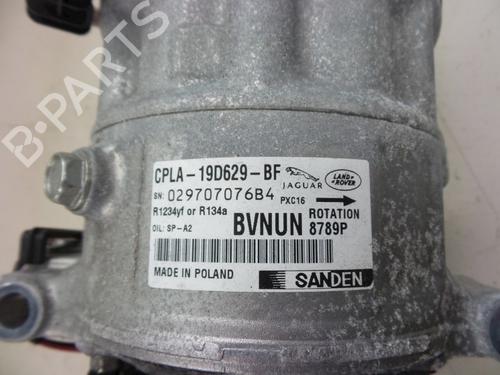 CPLA-19D629-BF
JAGUAR
LAND ROVER
SN: 029707076B4
PXC16
R1234yf or R134a
BVNUN
ROTATION
OIL: SP-A2
8789P
MADE IN POLAND
SANDEN
B-PARTS